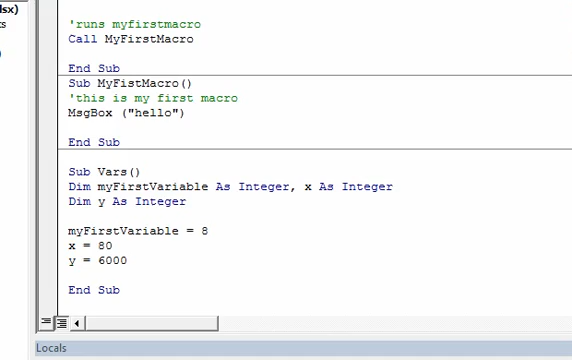 lsx)
ts
)
'runs myfirstmacro
Call MyFirstMacro
End Sub
Sub MyFistMacro()
'this is my first macro
MsgBox ("hello")
End Sub
Sub Vars()
Dim myFirstVariable As Integer, x As Integer
Dim y As Integer
myFirstVariable = 8
x = 80
y = 6000
End Sub
Locals